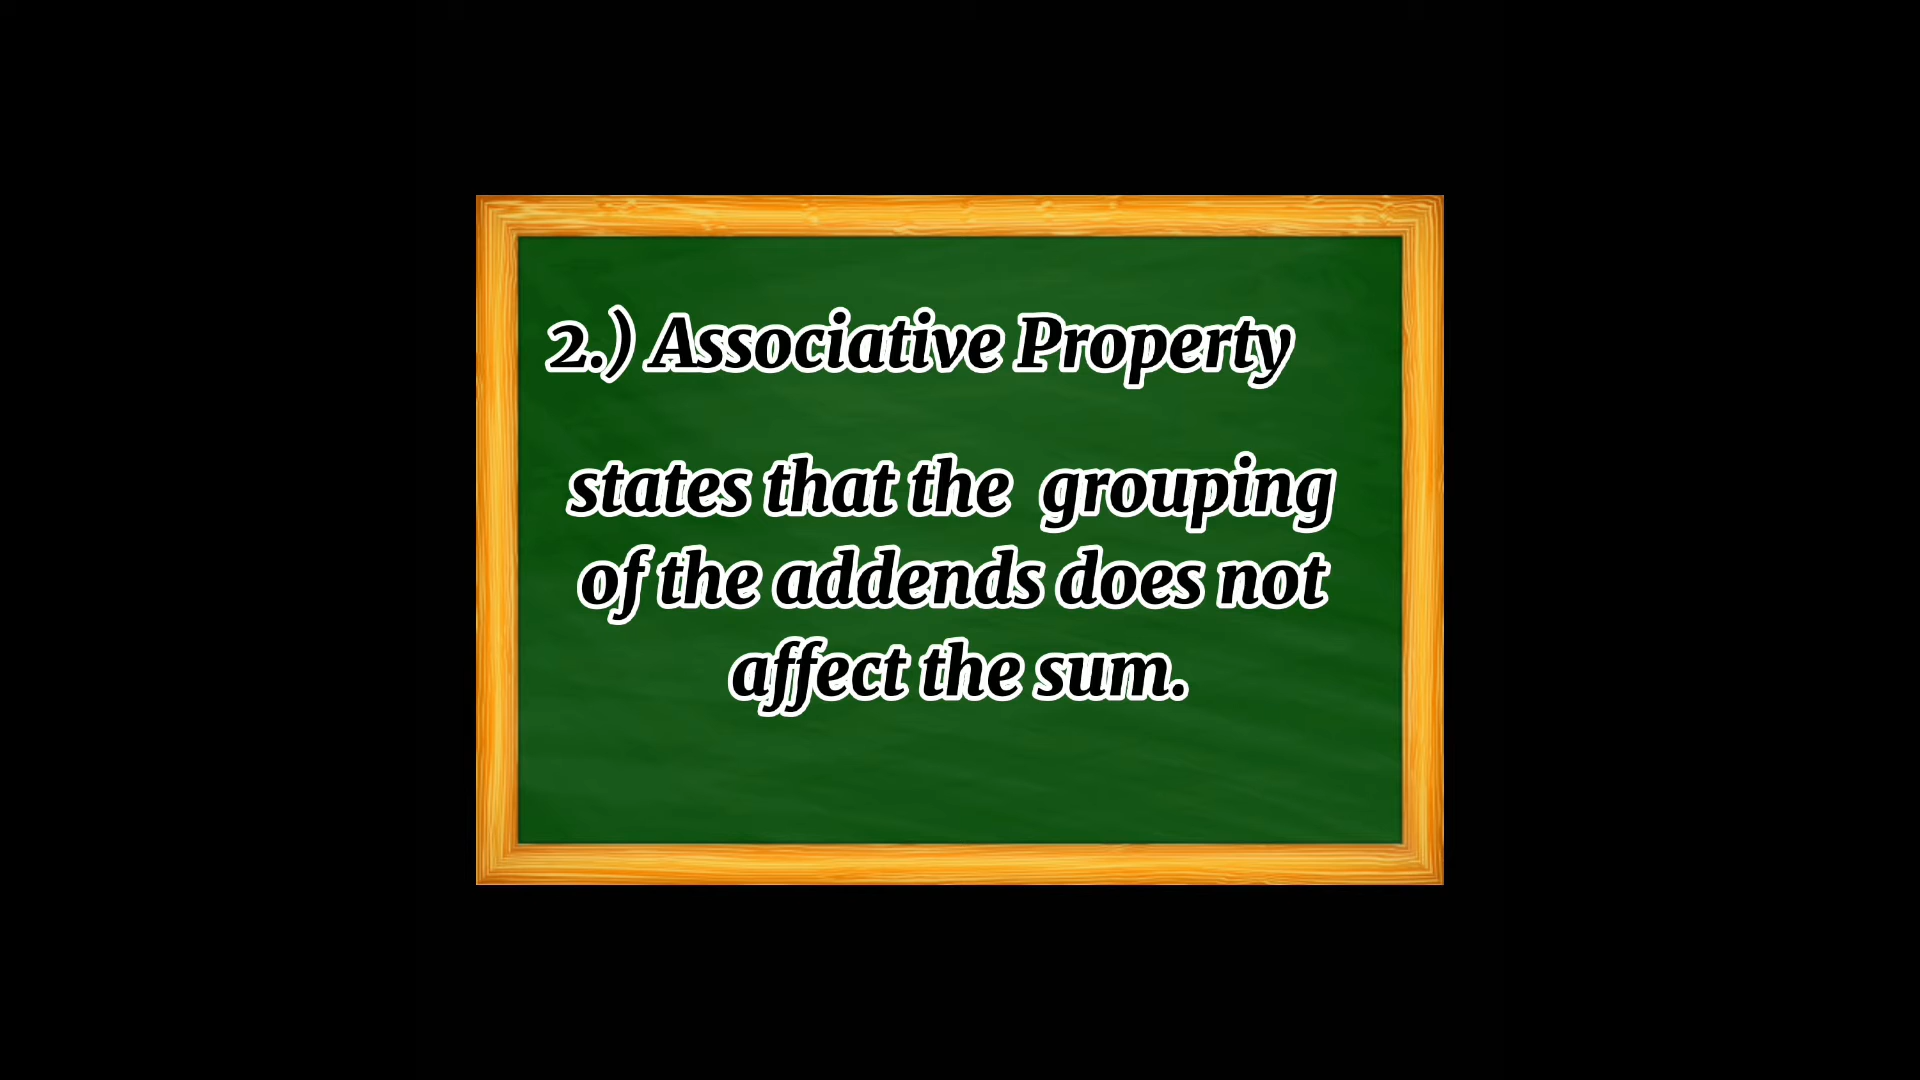 2.) Associative Property
states that the  grouping
of the addends does not
affect the sum.